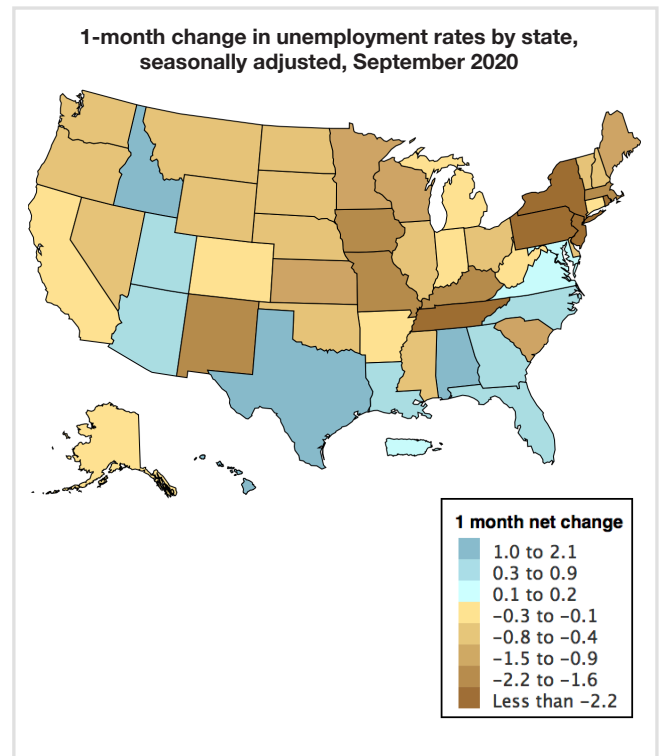 1-month change in unemployment rates by state,
seasonally adjusted, September 2020
1 month net change
1.0 to 2.1
0.3 to 0.9
0.1 to 0.2
−0.3 to −0.1
−0.8 to −0.4
−1.5 to −0.9
−2.2 to −1.6
Less than −2.2